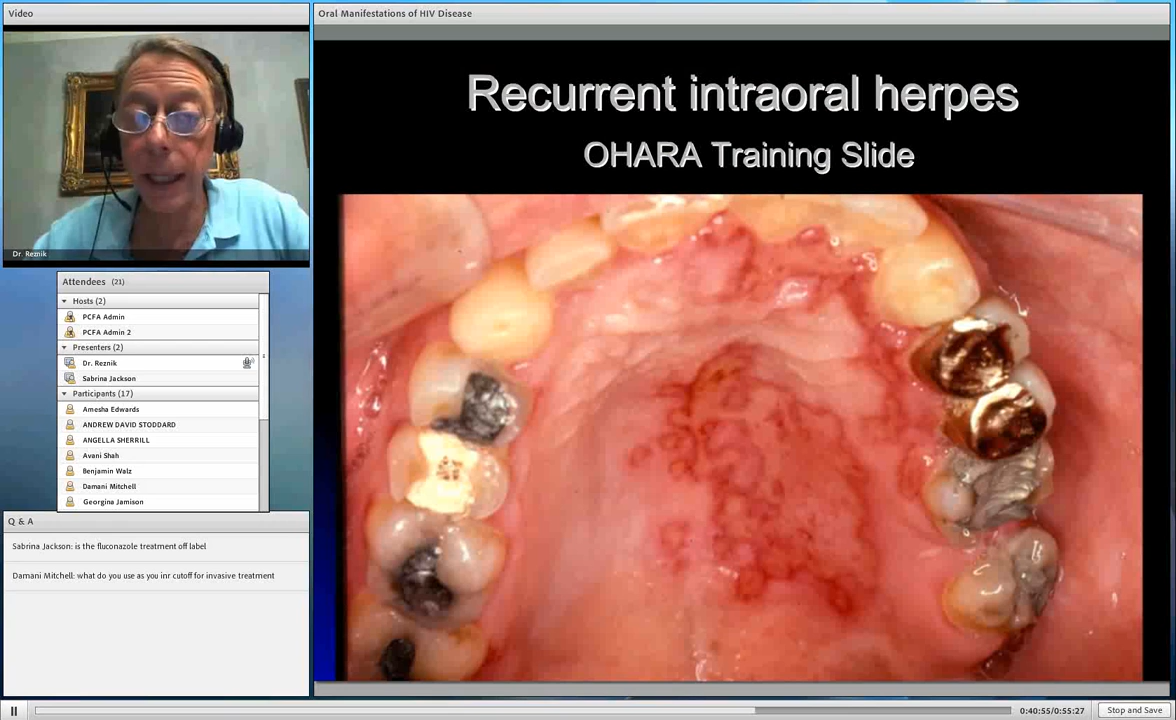 Video
Dr. Reznik
Attendees (21)
Hosts (2)
PCFA Admin
PCFA Admin 2
Presenters (2)
Dr. Reznik
Sabrina Jackson
Participants (17)
Amesha Edwards
ANDREW DAVID STODDARD
ANGELLA SHERRILL
Avani Shah
Benjamin Walz
Damani Mitchell
Georgina Jamison
Q & A
Sabrina Jackson: is the fluconazole treatment off label
Damani Mitchell: what do you use as you inr cutoff for invasive treatment
Oral Manifestations of HIV Disease
Recurrent intraoral herpes
OHARA Training Slide
0:40:55/0:55:27
Stop and Save